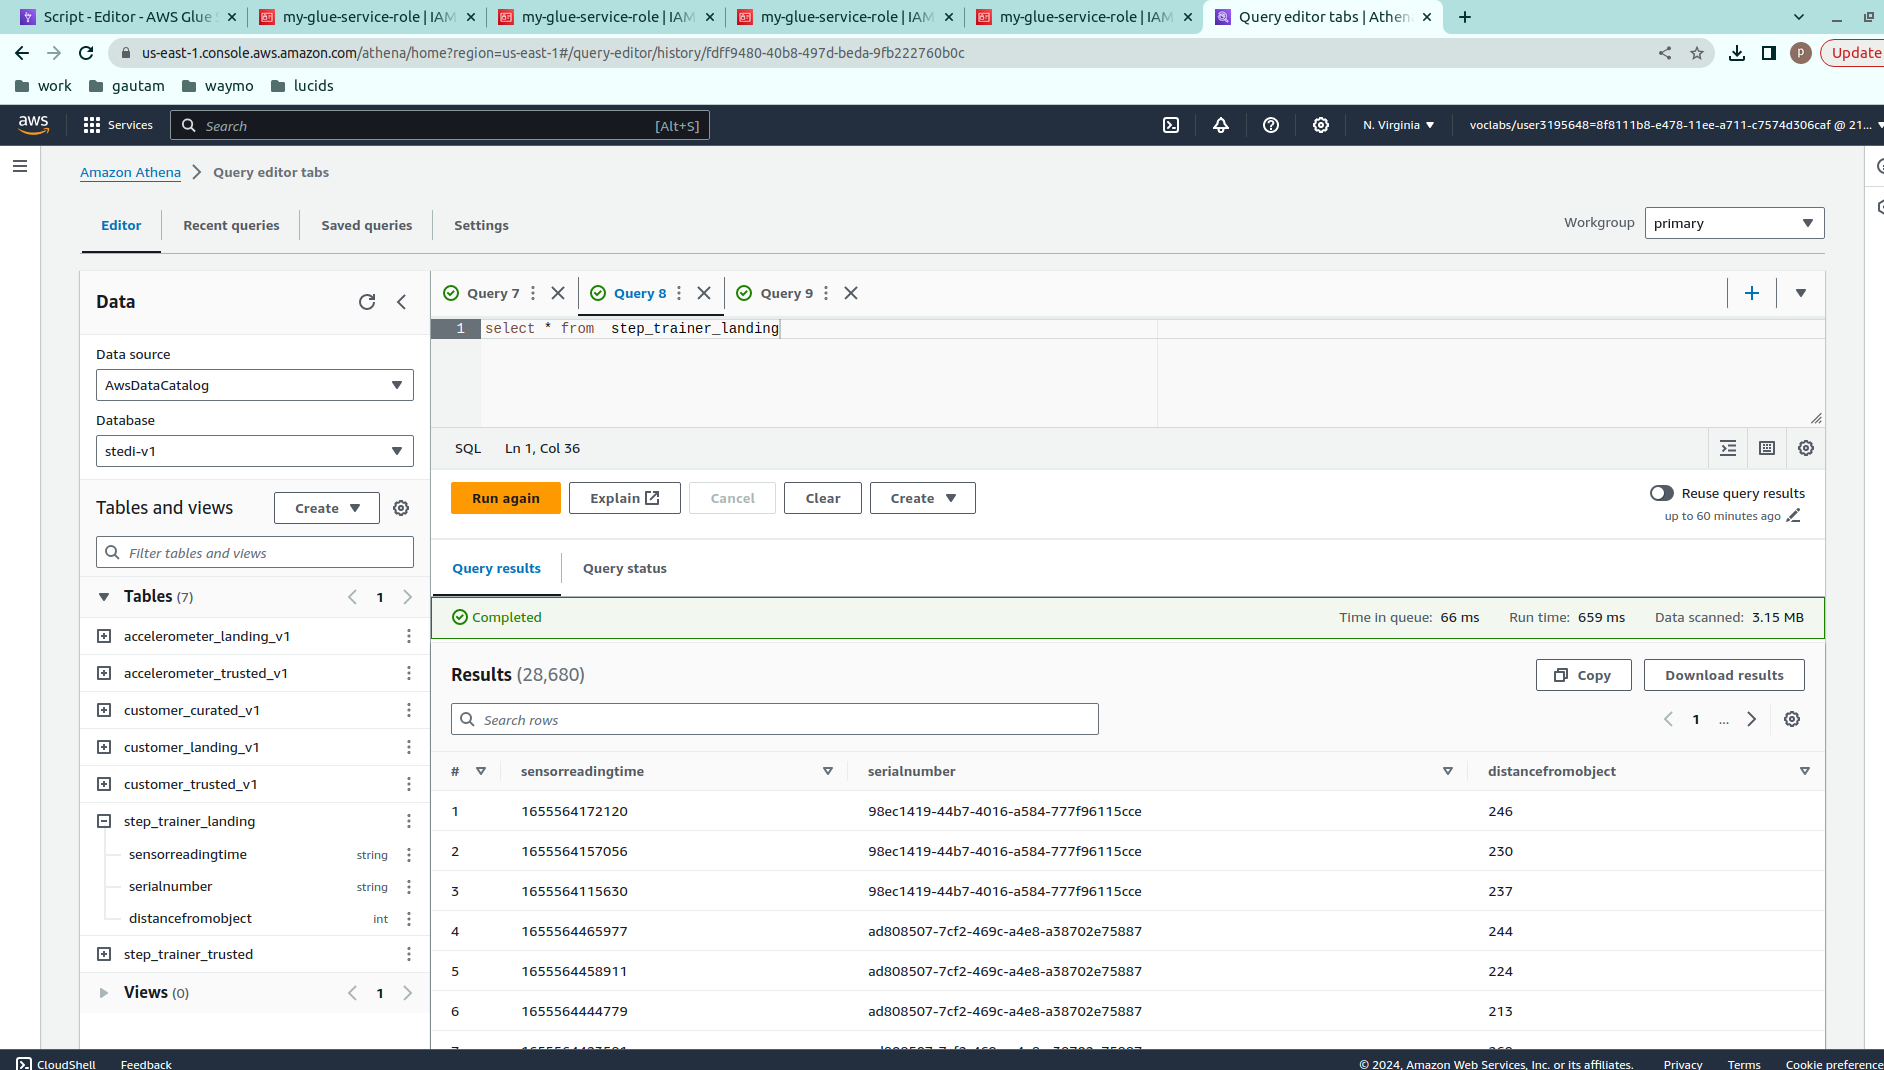 Script - Editor - AWS Glue S
my-glue-service-role | IAM
my-glue-service-role | IAM
my-glue-service-role | IAM
my-glue-service-role | IAM
Query editor tabs | Athen
us-east-1.console.aws.amazon.com/athena/home?region=us-east-1#/query-editor/history/fdff9480-40b8-497d-beda-9fb222760b0c
P
Update
work gautam waymo lucids
aws Services Search [Alt+S] N. Virginia voclabs/user3195648=8f8111b8-e478-11ee-a711-c7574d306caf @ 21...
Amazon Athena Query editor tabs
Editor Recent queries Saved queries Settings
Workgroup primary
Data
Data source
AwsDataCatalog
Database
stedi-v1
Tables and views Create
Filter tables and views
Tables (7) 1
accelerometer_landing_v1
accelerometer_trusted_v1
customer_curated_v1
customer_landing_v1
customer_trusted_v1
step_trainer_landing
sensorreadingtime string
serialnumber string
distancefromobject int
step_trainer_trusted
Views (0) 1
Query 7 Query 8 Query 9
1 select * from  step_trainer_landing
SQL Ln 1, Col 36
Run again Explain Cancel Clear Create
Reuse query results
up to 60 minutes ago
Query results Query status
Completed Time in queue: 66 ms Run time: 659 ms Data scanned: 3.15 MB
Results (28,680) Copy Download results
Search rows 1 ...
# sensorreadingtime serialnumber distancefromobject
1 1655564172120 98ec1419-44b7-4016-a584-777f96115cce 246
2 1655564157056 98ec1419-44b7-4016-a584-777f96115cce 230
3 1655564115630 98ec1419-44b7-4016-a584-777f96115cce 237
4 1655564465977 ad808507-7cf2-469c-a4e8-a38702e75887 244
5 1655564458911 ad808507-7cf2-469c-a4e8-a38702e75887 224
6 1655564444779 ad808507-7cf2-469c-a4e8-a38702e75887 213
CloudShell Feedback © 2024, Amazon Web Services, Inc. or its affiliates. Privacy Terms Cookie preference